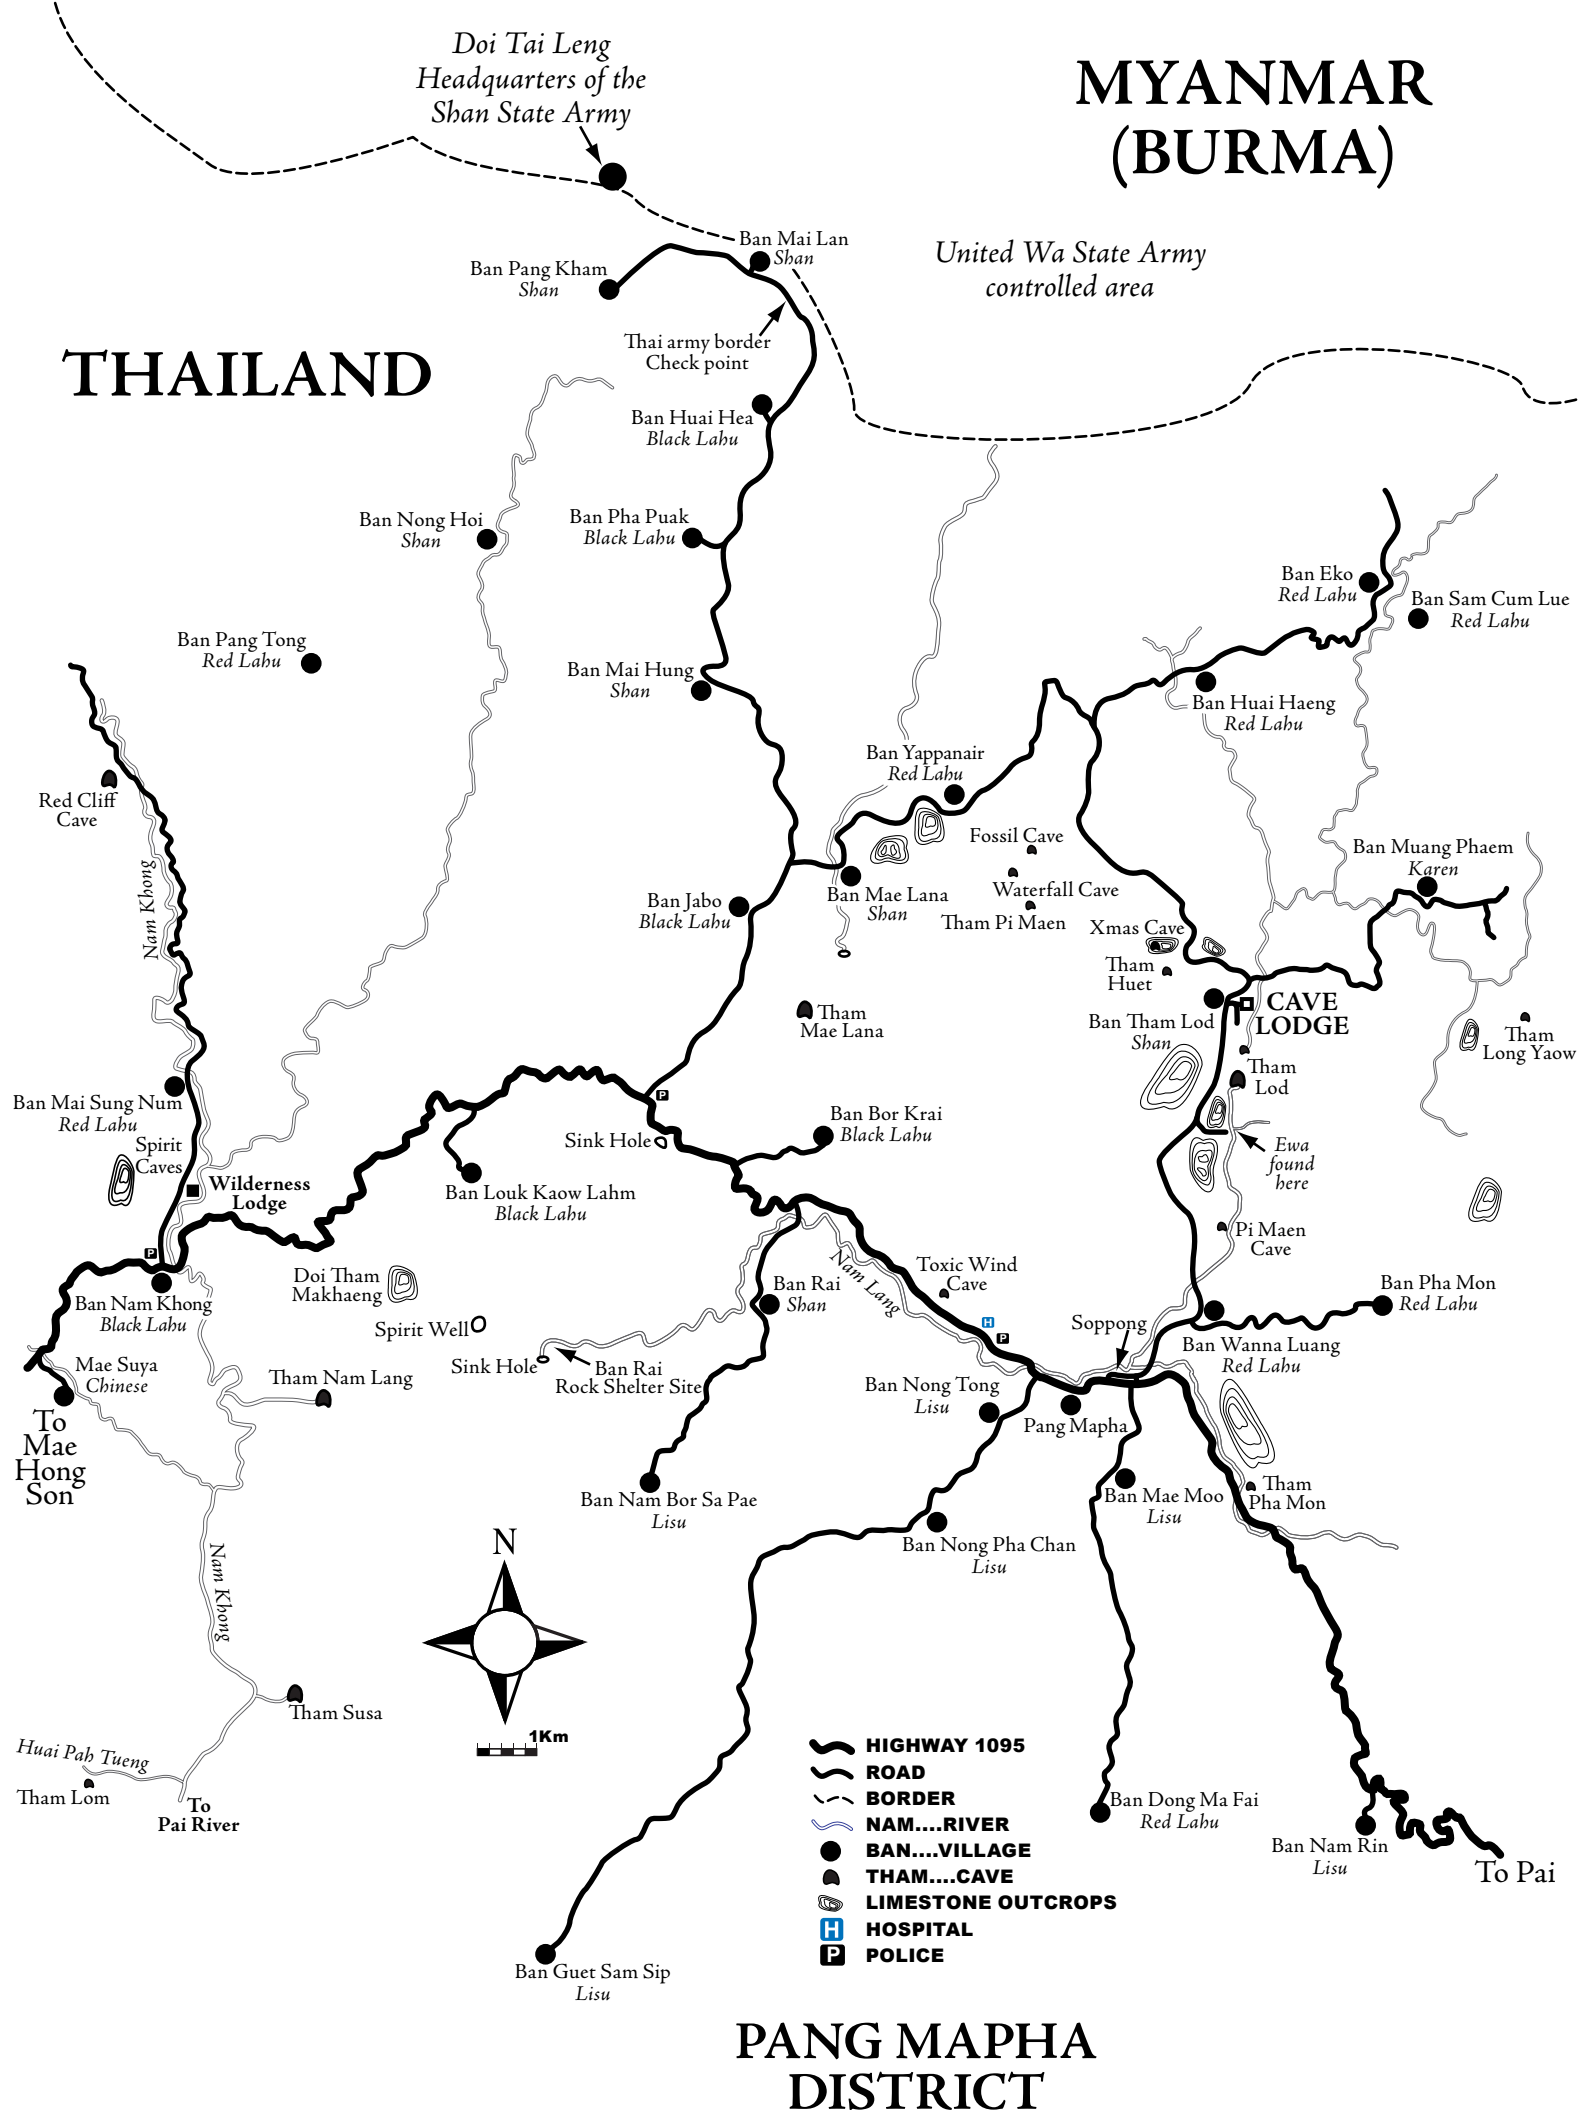 Doi Tai Leng
Headquarters of the
Shan State Army
MYANMAR
(BURMA)
United Wa State Army
controlled area
THAILAND
Ban Mai Lan
Shan
Ban Pang Kham
Shan
Thai army border
Check point
Ban Huai Hea
Black Lahu
Ban Nong Hoi
Shan
Ban Pha Puak
Black Lahu
Ban Eko
Red Lahu
Ban Sam Cum Lue
Red Lahu
Ban Pang Tong
Red Lahu
Ban Mai Hung
Shan
Ban Huai Haeng
Red Lahu
Ban Yappanair
Red Lahu
Red Cliff
Cave
Nam Khong
Fossil Cave
Waterfall Cave
Tham Pi Maen
Ban Muang Phaem
Karen
Ban Jabo
Black Lahu
Ban Mae Lana
Shan
Xmas Cave
Tham
Huet
Tham
Mae Lana
Ban Tham Lod
Shan
CAVE
LODGE
Tham
Long Yaow
Tham
Lod
Ban Mai Sung Num
Red Lahu
Spirit
Caves
Wilderness
Lodge
P
Sink Hole
Ban Bor Krai
Black Lahu
Ewa
found
here
Ban Louk Kaow Lahm
Black Lahu
Pi Maen
Cave
P
Ban Nam Khong
Black Lahu
Doi Tham
Makhaeng
Spirit Well
Sink Hole
Ban Rai
Rock Shelter Site
Ban Rai
Shan
Nam Lang
Toxic Wind
Cave
H
P
Soppong
Ban Pha Mon
Red Lahu
Ban Wanna Luang
Red Lahu
Mae Suya
Chinese
To
Mae
Hong
Son
Tham Nam Lang
Ban Nong Tong
Lisu
Pang Mapha
Ban Nam Bor Sa Pae
Lisu
Ban Mae Moo
Lisu
Tham
Pha Mon
Ban Nong Pha Chan
Lisu
Nam Khong
N
1Km
Tham Susa
Huai Pah Tueng
Tham Lom
To
Pai River
HIGHWAY 1095
ROAD
BORDER
NAM....RIVER
BAN....VILLAGE
THAM....CAVE
LIMESTONE OUTCROPS
H HOSPITAL
P POLICE
Ban Dong Ma Fai
Red Lahu
Ban Nam Rin
Lisu
To Pai
Ban Guet Sam Sip
Lisu
PANG MAPHA
DISTRICT